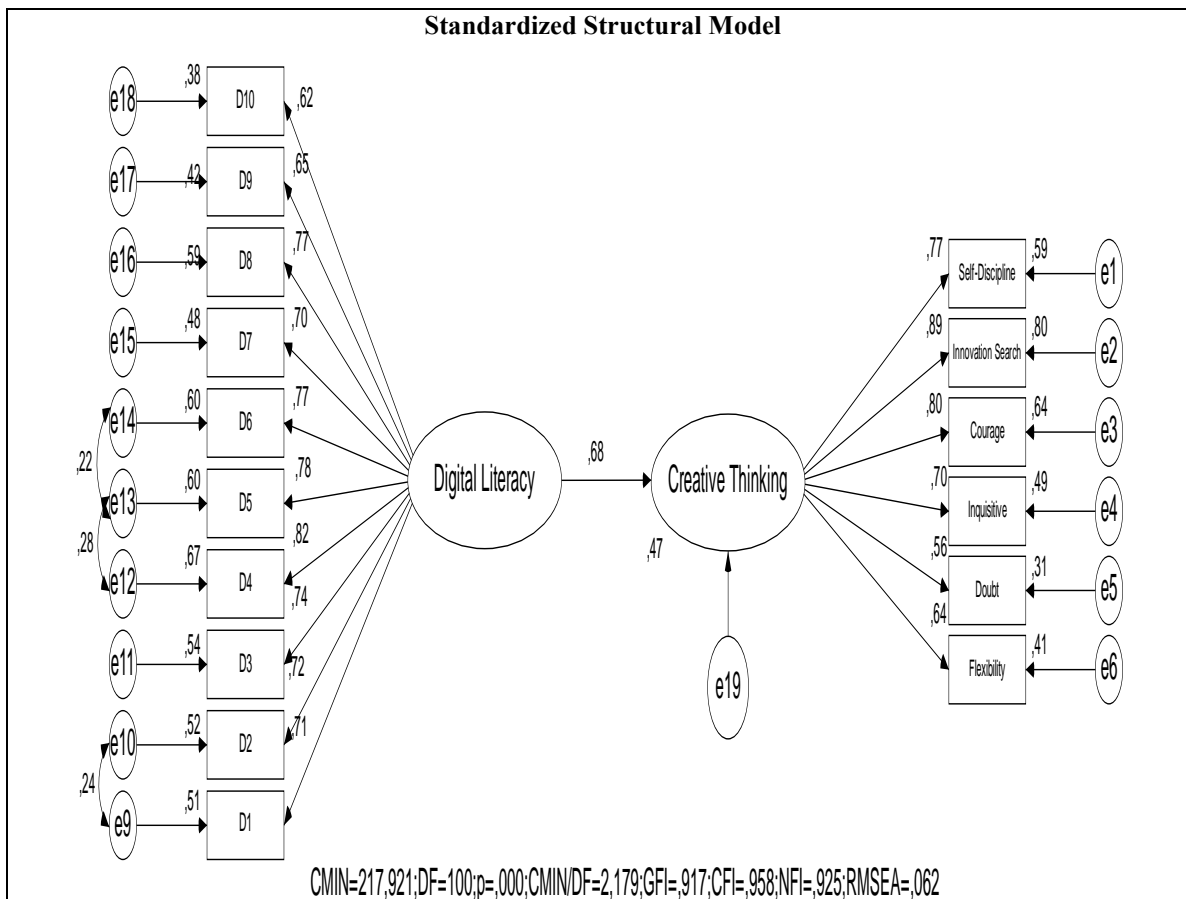 Standardized Structural Model
e18 ,38 D10 ,62
e17 ,42 D9 ,65
e16 ,59 D8 ,77
e15 ,48 D7 ,70
e14 ,60 D6 ,77
,22
e13 ,60 D5 ,78
,28
e12 ,67 D4 ,82
e11 ,54 D3 ,74
e10 ,52 D2 ,72
,24
e9 ,51 D1 ,71
Digital Literacy
,68
Creative Thinking
,47
e19
,77 Self-Discipline ,59 e1
,89 Innovation Search ,80 e2
,80 Courage ,64 e3
,70 Inquisitive ,49 e4
,56 Doubt ,31 e5
,64 Flexibility ,41 e6
CMIN=217,921;DF=100;p=,000;CMIN/DF=2,179;GFI=,917;CFI=,958;NFI=,925;RMSEA=,062